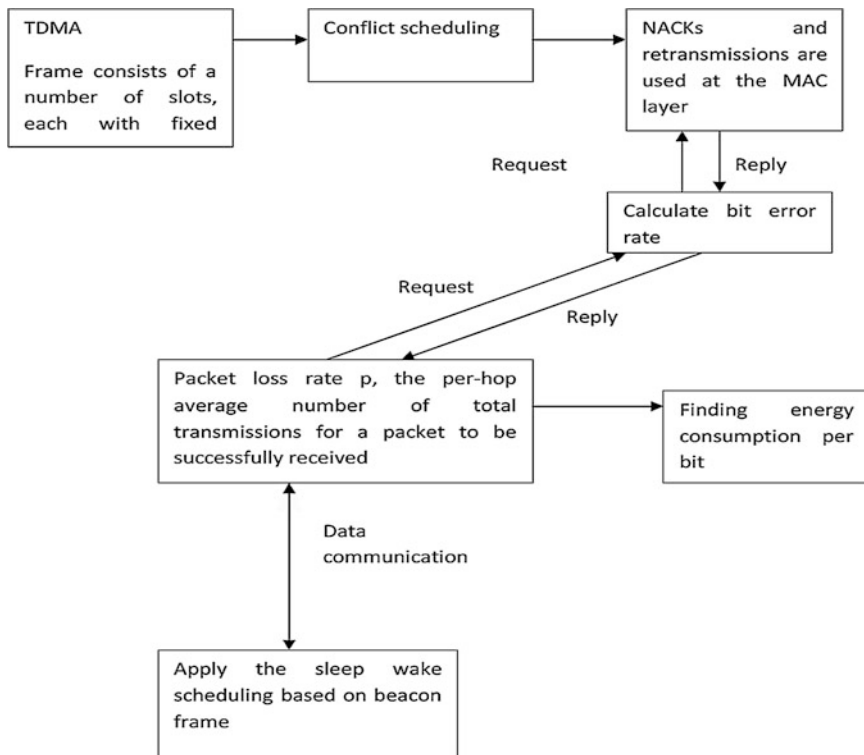 TDMA
Frame consists of a
number of slots,
each with fixed
Conflict scheduling
NACKs and
retransmissions are
used at the MAC
layer
Request
Reply
Calculate bit error
rate
Request
Reply
Packet loss rate p, the per-hop
average number of total
transmissions for a packet to be
successfully received
Finding energy
consumption per
bit
Data
communication
Apply the sleep wake
scheduling based on beacon
frame